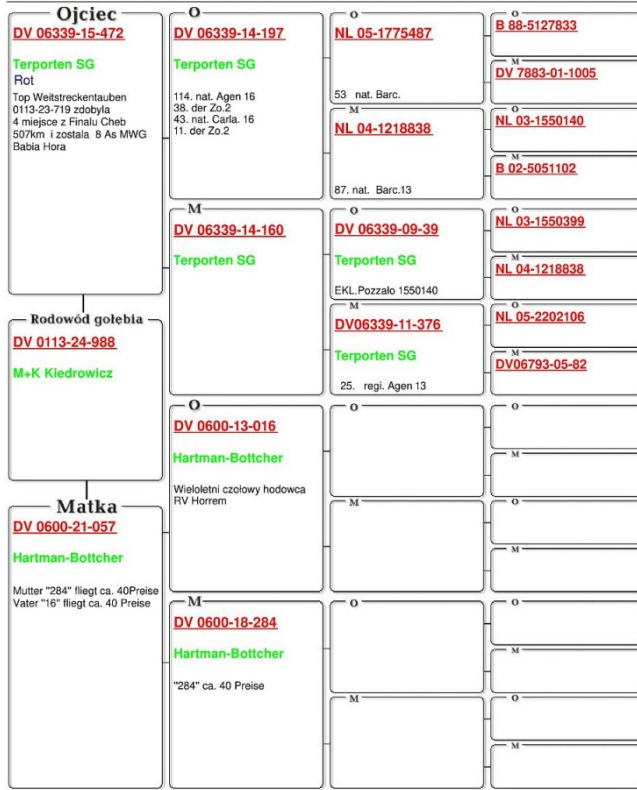 Ojciec
DV 06339-15-472
Terporten SG
Rot
Top Weitstreckentauben
0113-23-719 zdobyla
4 miejsce z Finalu Cheb
507km i zostala 8 As MWG
Babia Hora
Rodowód gołebia
DV 0113-24-988
M+K Kiedrowicz
Matka
DV 0600-21-057
Hartman-Bottcher
Mutter "284" fliegt ca. 40Preise
Vater "16" fliegt ca. 40 Preise
O
DV 06339-14-197
Terporten SG
114. nat. Agen 16
38. der Zo.2
43. nat. Carla. 16
11. der Zo.2
M
DV 06339-14-160
Terporten SG
O
DV 0600-13-016
Hartman-Bottcher
Wieloletni czołowy hodowca
RV Horrem
M
DV 0600-18-284
Hartman-Bottcher
"284" ca. 40 Preise
O
NL 05-1775487
53 nat. Barc.
M
NL 04-1218838
87. nat. Barc.13
O
DV 06339-09-39
Terporten SG
EKL.Pozzało 1550140
M
DV06339-11-376
Terporten SG
25. regi. Agen 13
O
M
O
M
O
B 88-5127833
M
DV 7883-01-1005
O
NL 03-1550140
M
B 02-5051102
O
NL 03-1550399
M
NL 04-1218838
O
NL 05-2202106
M
DV06793-05-82
O
M
O
M
O
M
O
M